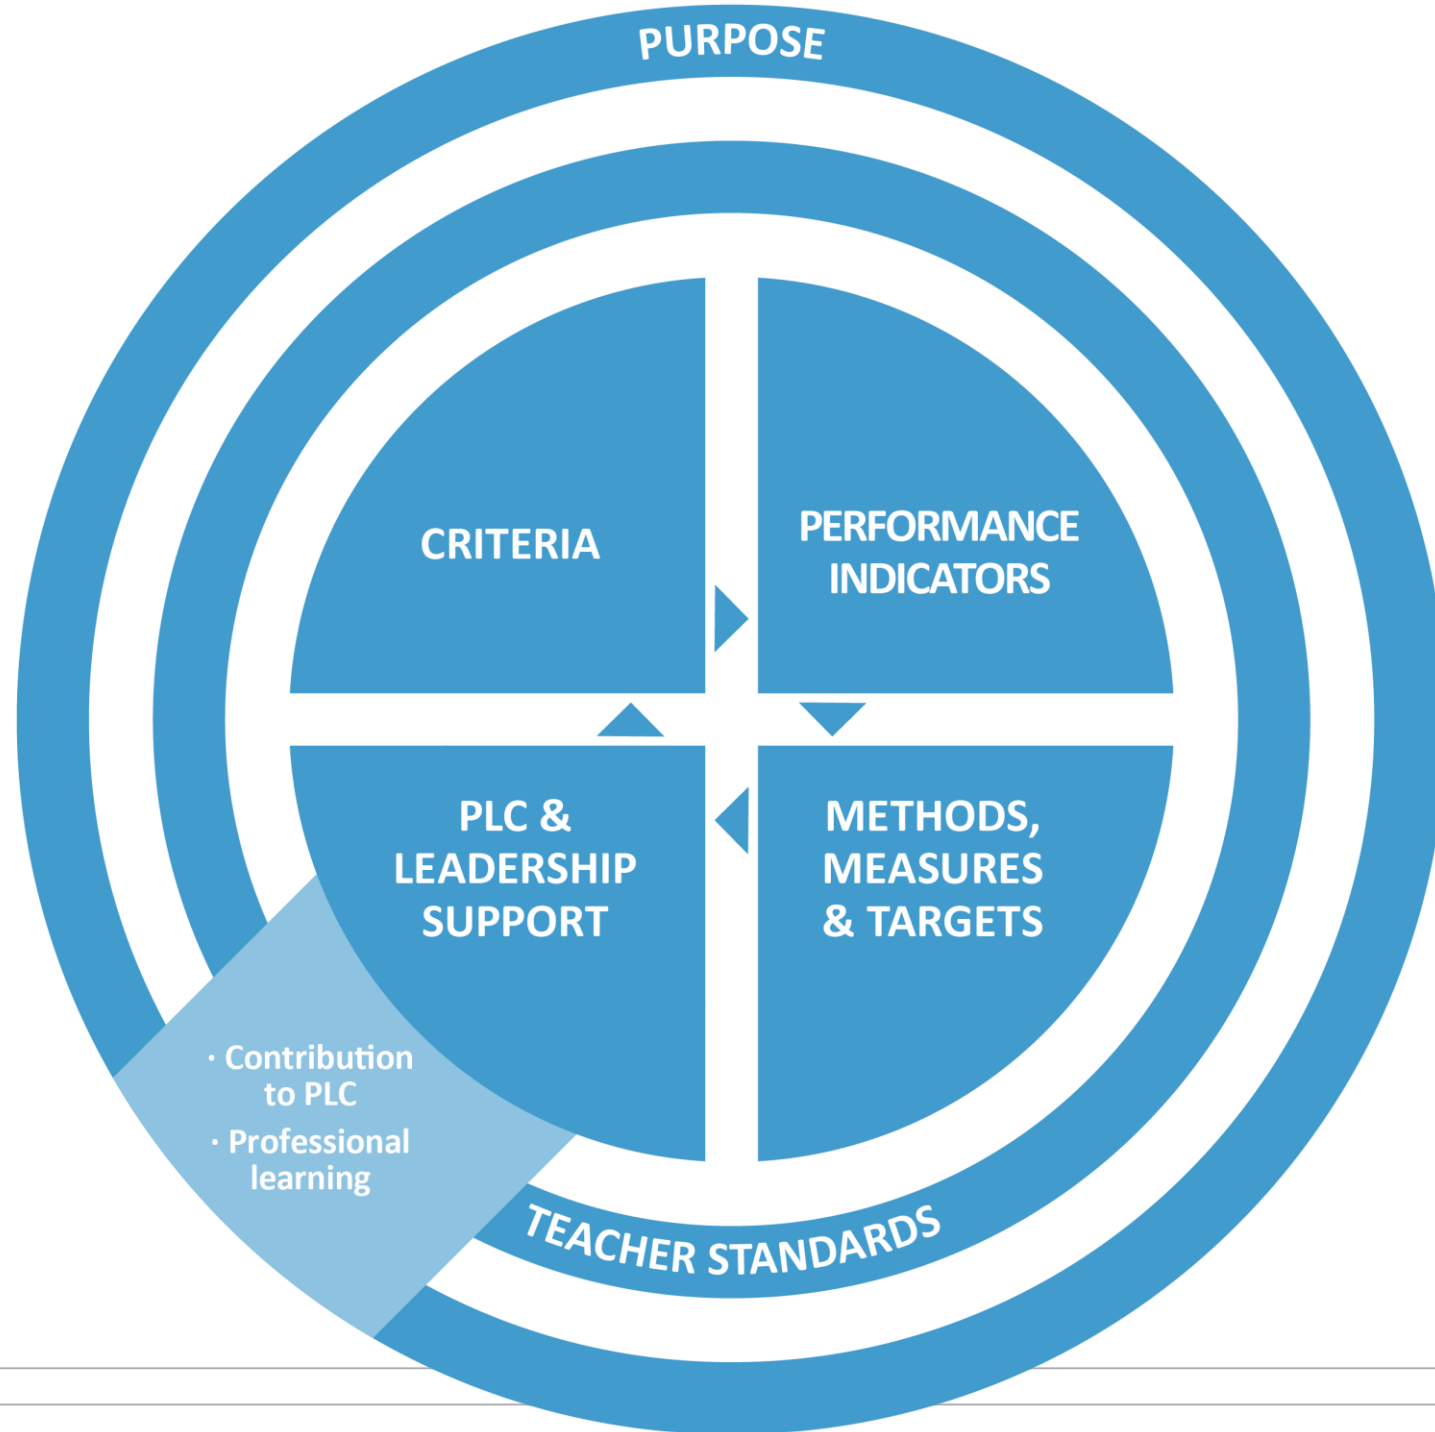 PURPOSE
CRITERIA
PERFORMANCE
INDICATORS
PLC &
LEADERSHIP
SUPPORT
METHODS,
MEASURES
& TARGETS
· Contribution
to PLC
· Professional
learning
TEACHER STANDARDS